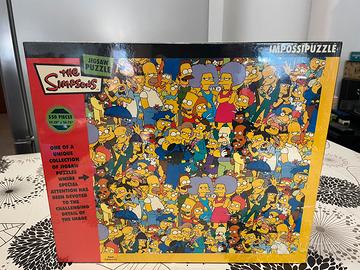 IMPOSSIPUZZLE
JIGSAW
PUZZLE
THE
SIMPSONS
550 PIECES
ONE OF A
UNIQUE
COLLECTION
OF JIGSAW
PUZZLES
WHERE
SPECIAL
ATTENTION HAS
BEEN DEVOTED
TO THE
CHALLENGING
DETAIL OF
THE IMAGE